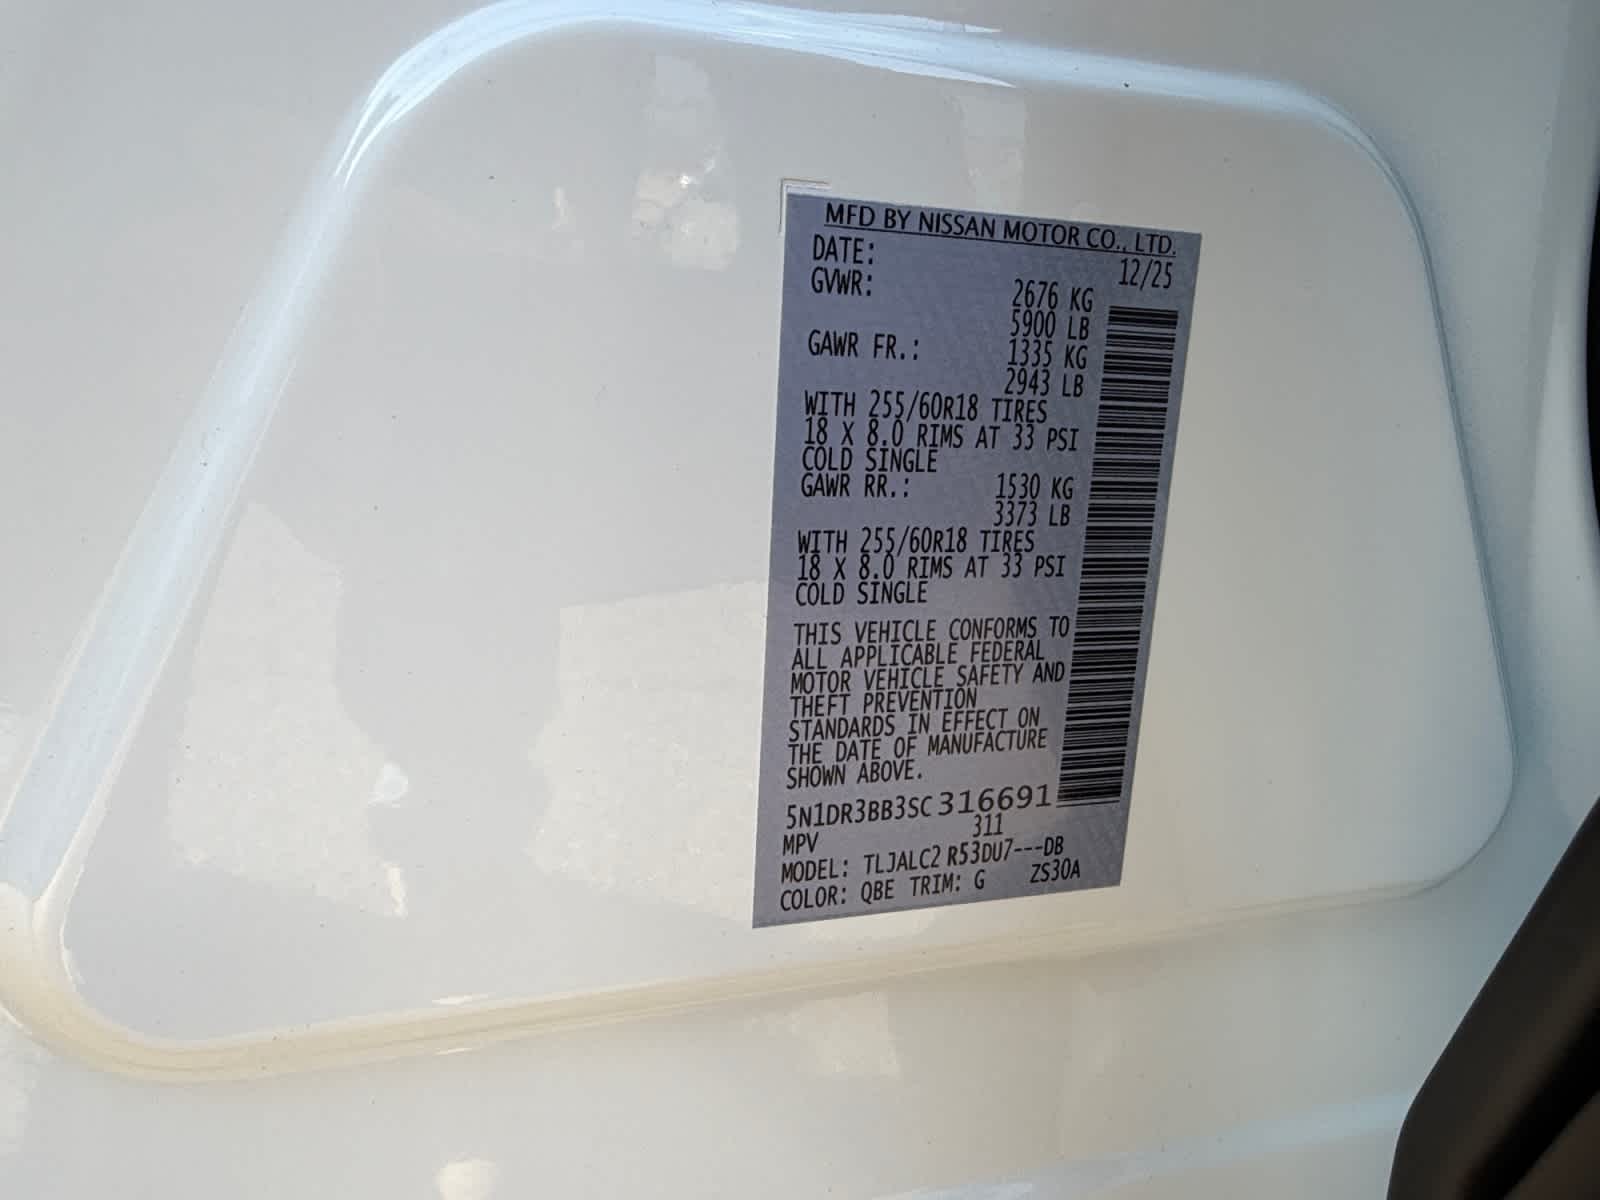 MFD BY NISSAN MOTOR CO., LTD.
DATE: 12/25
GVWR: 2676 KG
5900 LB
GAWR FR.: 1335 KG
2943 LB
WITH 255/60R18 TIRES
18 X 8.0 RIMS AT 33 PSI
COLD SINGLE
GAWR RR.: 1530 KG
3373 LB
WITH 255/60R18 TIRES
18 X 8.0 RIMS AT 33 PSI
COLD SINGLE
THIS VEHICLE CONFORMS TO
ALL APPLICABLE FEDERAL
MOTOR VEHICLE SAFETY AND
THEFT PREVENTION
STANDARDS IN EFFECT ON
THE DATE OF MANUFACTURE
SHOWN ABOVE.
5N1DR3BB3SC316691
MPV 311
MODEL: TLJALC2 R53DU7---DB
COLOR: QBE TRIM: G ZS30A